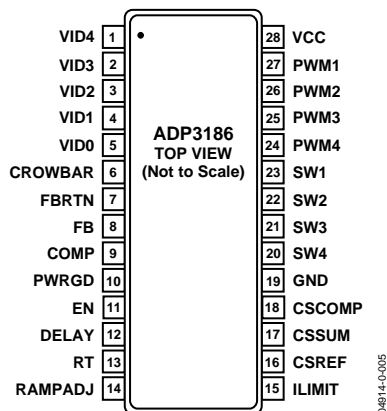 VID4 1 28 VCC
VID3 2 27 PWM1
VID2 3 26 PWM2
VID1 4 25 PWM3
VID0 5 24 PWM4
CROWBAR 6 23 SW1
FBRTN 7 22 SW2
FB 8 21 SW3
COMP 9 20 SW4
PWRGD 10 19 GND
EN 11 18 CSCOMP
DELAY 12 17 CSSUM
RT 13 16 CSREF
RAMPADJ 14 15 ILIMIT
ADP3186
TOP VIEW
(Not to Scale)
04914-0-005